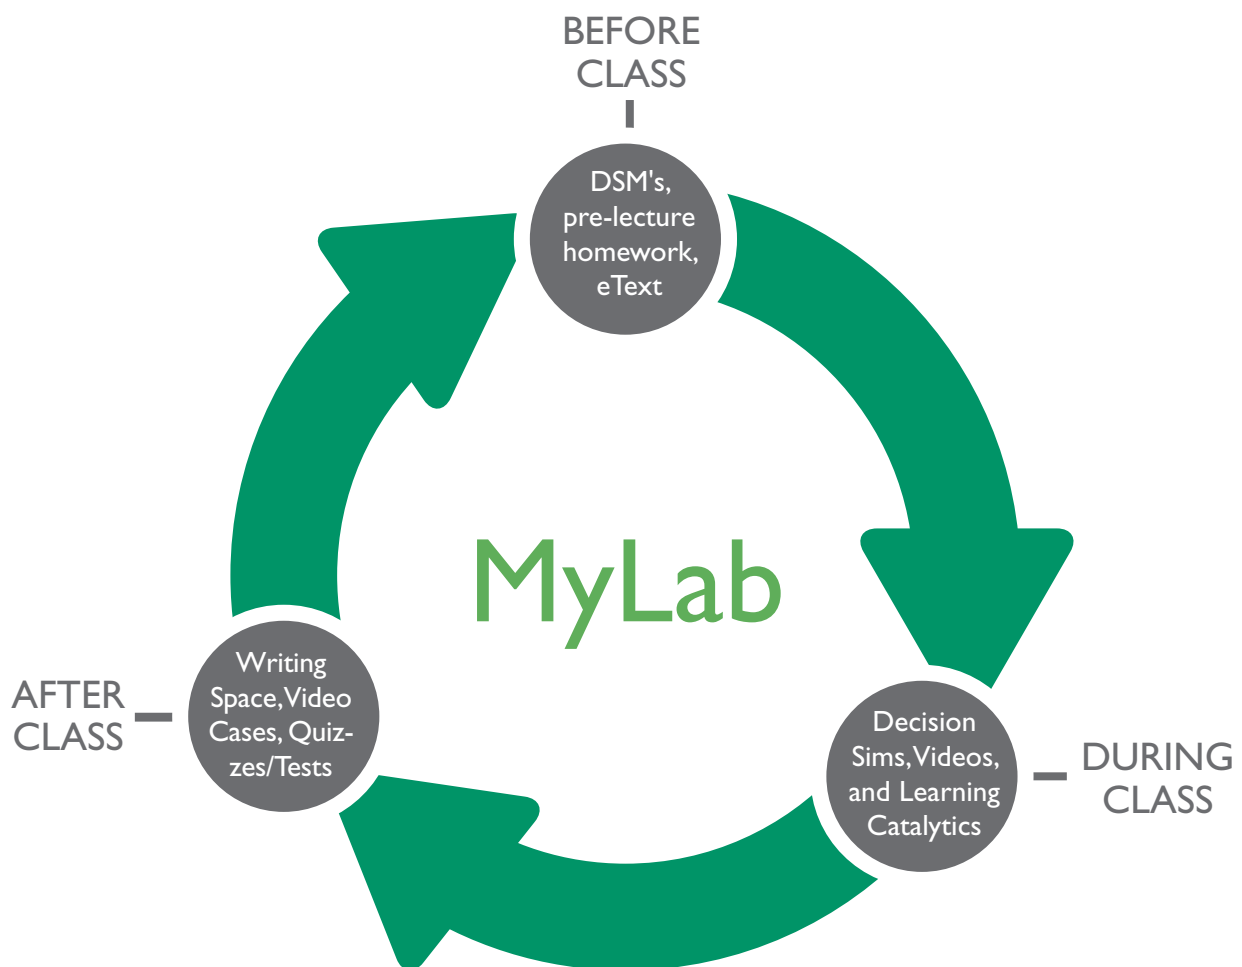 BEFORE
CLASS
DSM's,
pre-lecture
homework,
eText
MyLab
AFTER
CLASS
Writing
Space, Video
Cases, Quiz-
zes/Tests
Decision
Sims, Videos,
and Learning
Catalytics
DURING
CLASS